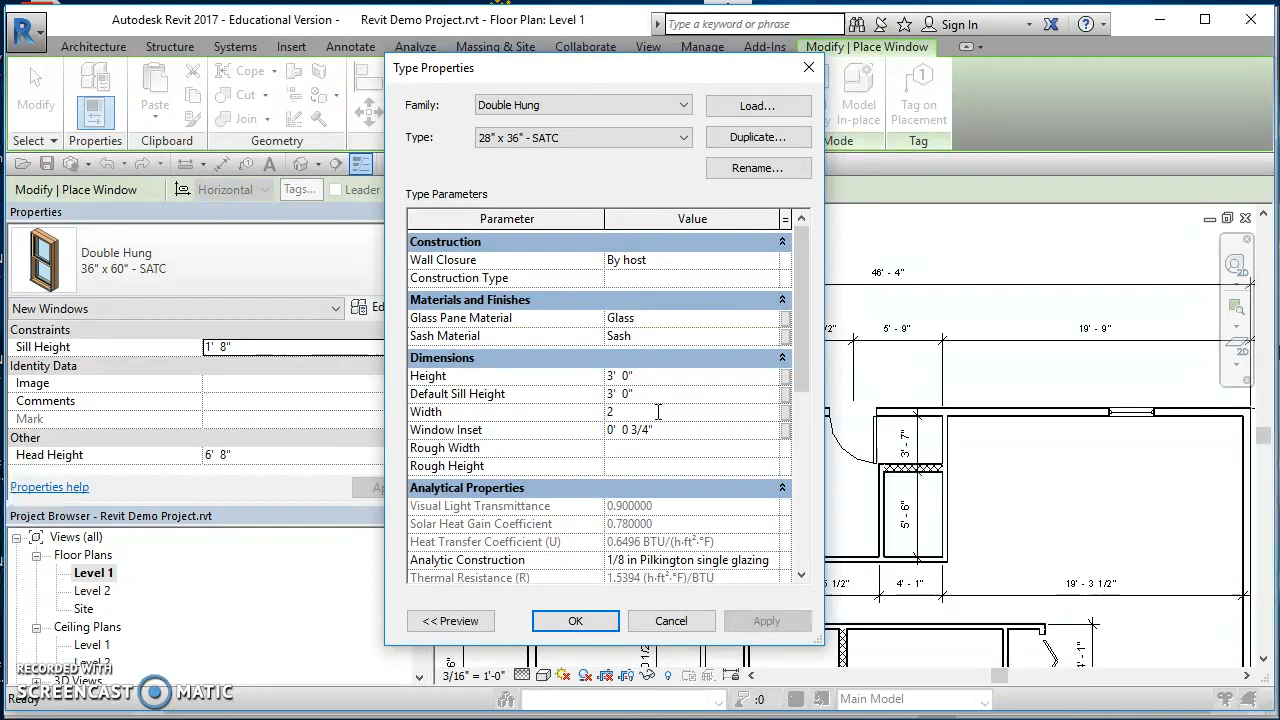 Autodesk Revit 2017 - Educational Version - Revit Demo Project.rvt - Floor Plan: Level 1
Type a keyword or phrase
Sign In
Architecture Structure Systems Insert Annotate Analyze Massing & Site Collaborate View Manage Add-Ins Modify | Place Window
Modify
Paste
Cope
Cut
Join
Model In-place
Tag on Placement
Select Properties Clipboard Geometry Mode Tag
Modify | Place Window
Horizontal
Tags...
Leader
Properties
Double Hung
36" x 60" - SATC
New Windows
Ed
Constraints
Sill Height 1' 8"
Identity Data
Image
Comments
Mark
Other
Head Height 6' 8"
Properties help
Ap
Project Browser - Revit Demo Project.rvt
Views (all)
Floor Plans
Level 1
Level 2
Site
Ceiling Plans
Level 1
Level 2
3D Views
RECORDED WITH
SCREENCAST MATIC
Ready
Type Properties
Family: Double Hung Load...
Type: 28" x 36" - SATC Duplicate...
Rename...
Type Parameters
Parameter Value =
Construction
Wall Closure By host
Construction Type
Materials and Finishes
Glass Pane Material Glass
Sash Material Sash
Dimensions
Height 3' 0"
Default Sill Height 3' 0"
Width 2
Window Inset 0' 0 3/4"
Rough Width
Rough Height
Analytical Properties
Visual Light Transmittance 0.900000
Solar Heat Gain Coefficient 0.780000
Heat Transfer Coefficient (U) 0.6496 BTU/(h·ft²·°F)
Analytic Construction 1/8 in Pilkington single glazing
Thermal Resistance (R) 1.5394 (h·ft²·°F)/BTU
<< Preview OK Cancel Apply
46' - 4"
1/2" 5' - 9" 19' - 9"
3' - 7"
5' - 6"
1/2" 4' - 1" 19' - 3 1/2"
2D
3/16" = 1'-0"
:0
Main Model